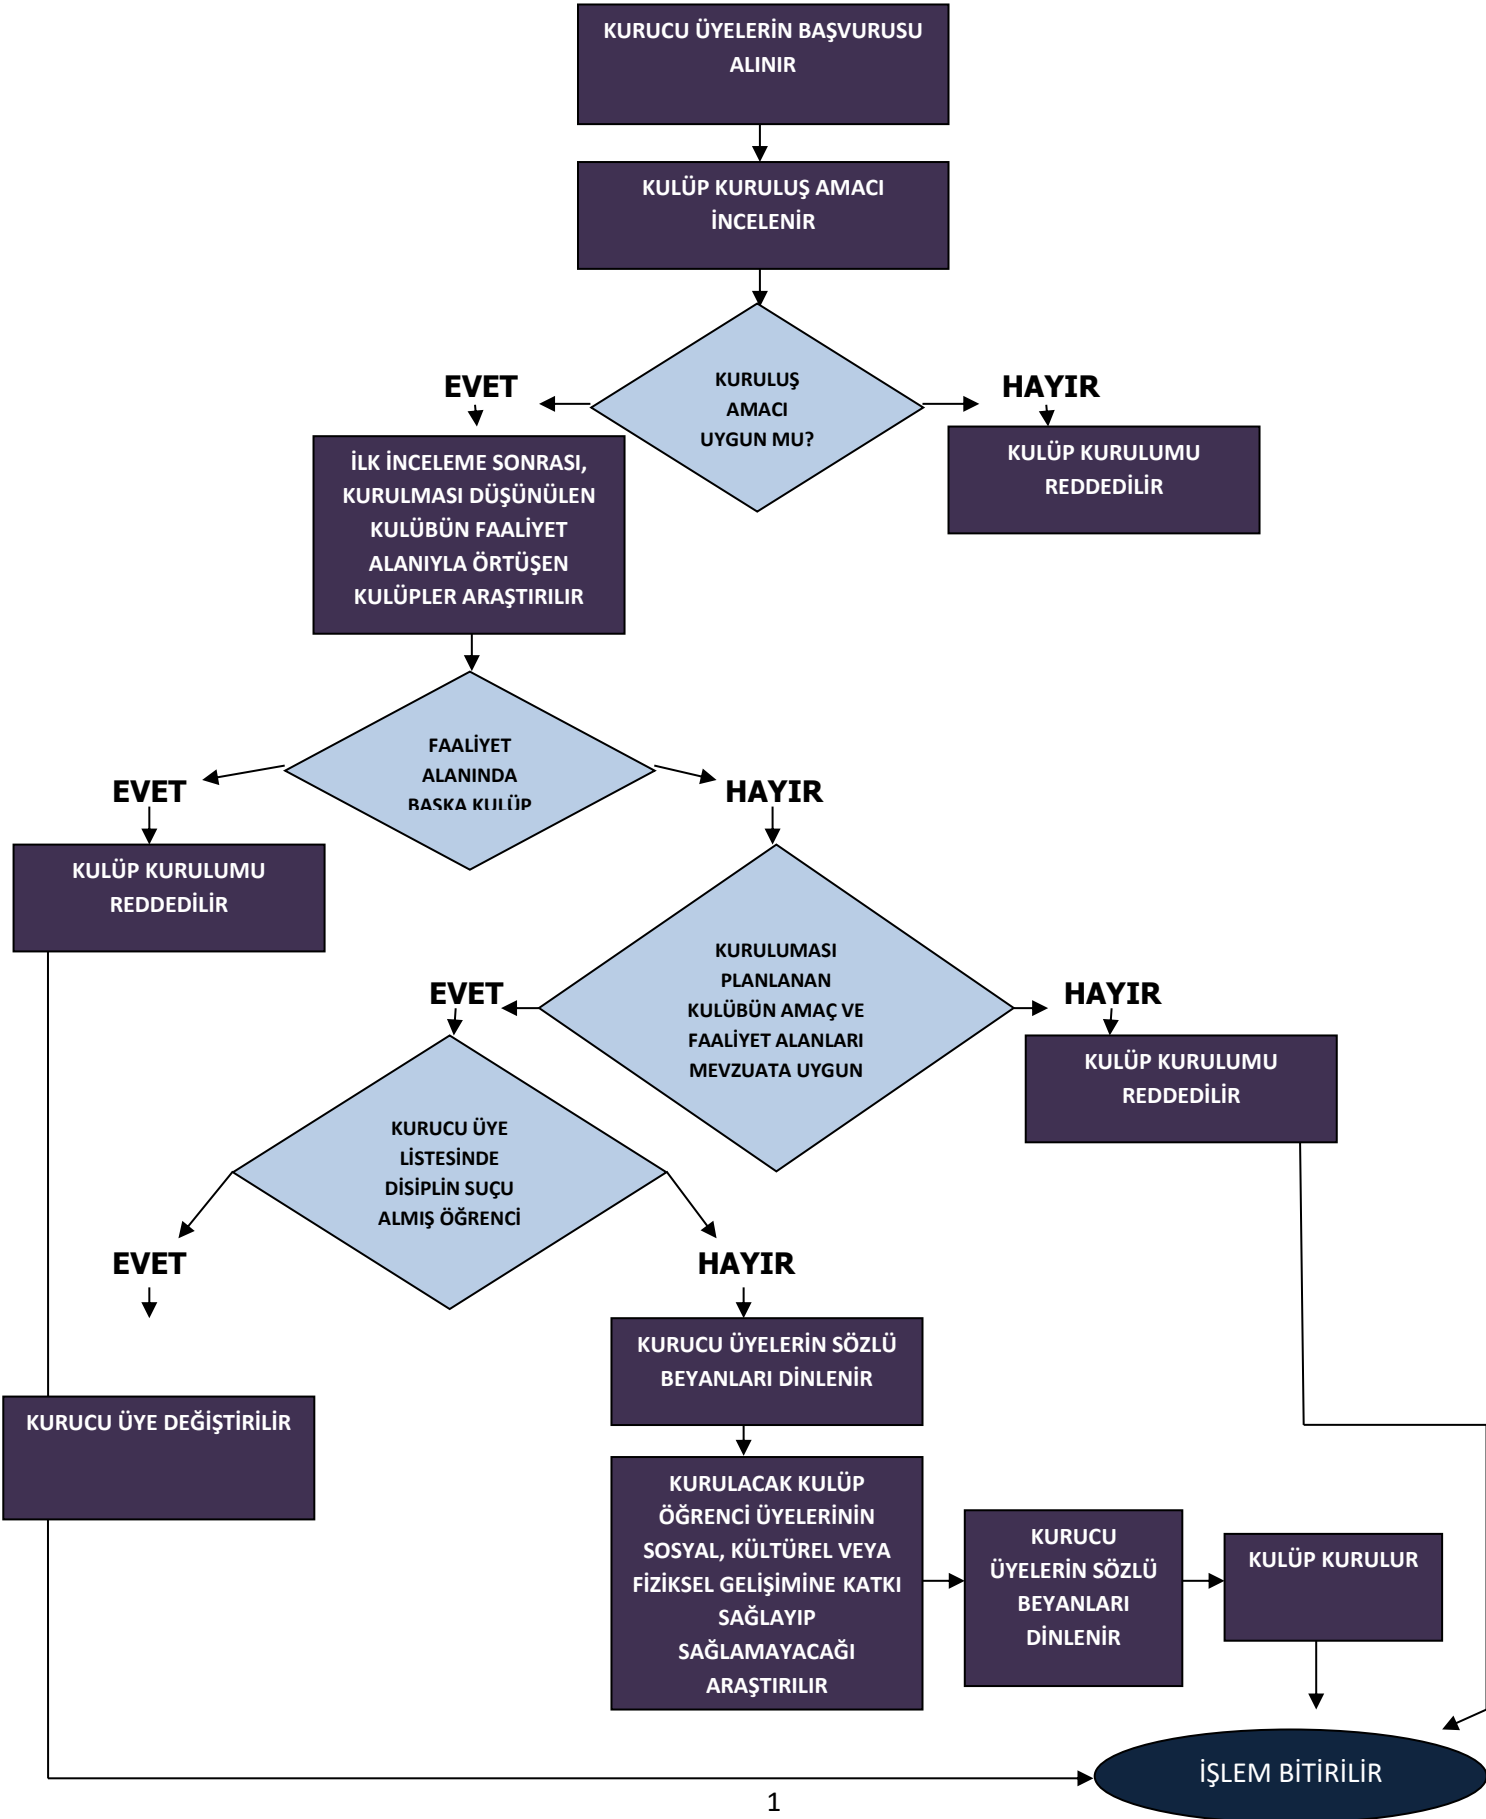 KURUCU ÜYELERİN BAŞVURUSU
ALINIR
KULÜP KURULUŞ AMACI
İNCELENİR
KURULUŞ
AMACI
UYGUN MU?
EVET
HAYIR
İLK İNCELEME SONRASI,
KURULMASI DÜŞÜNÜLEN
KULÜBÜN FAALİYET
ALANIYLA ÖRTÜŞEN
KULÜPLER ARAŞTIRILIR
KULÜP KURULUMU
REDDEDİLİR
FAALİYET
ALANINDA
BAŞKA KULÜP
EVET
HAYIR
KULÜP KURULUMU
REDDEDİLİR
KURULUMASI
PLANLANAN
KULÜBÜN AMAÇ VE
FAALİYET ALANLARI
MEVZUATA UYGUN
EVET
HAYIR
KULÜP KURULUMU
REDDEDİLİR
KURUCU ÜYE
LİSTESİNDE
DİSİPLİN SUÇU
ALMIŞ ÖĞRENCİ
EVET
HAYIR
KURUCU ÜYELERİN SÖZLÜ
BEYANLARI DİNLENİR
KURUCU ÜYE DEĞİŞTİRİLİR
KURULACAK KULÜP
ÖĞRENCİ ÜYELERİNİN
SOSYAL, KÜLTÜREL VEYA
FİZİKSEL GELİŞİMİNE KATKI
SAĞLAYIP
SAĞLAMAYACAĞI
ARAŞTIRILIR
KURUCU
ÜYELERİN SÖZLÜ
BEYANLARI
DİNLENİR
KULÜP KURULUR
İŞLEM BİTİRİLİR
1